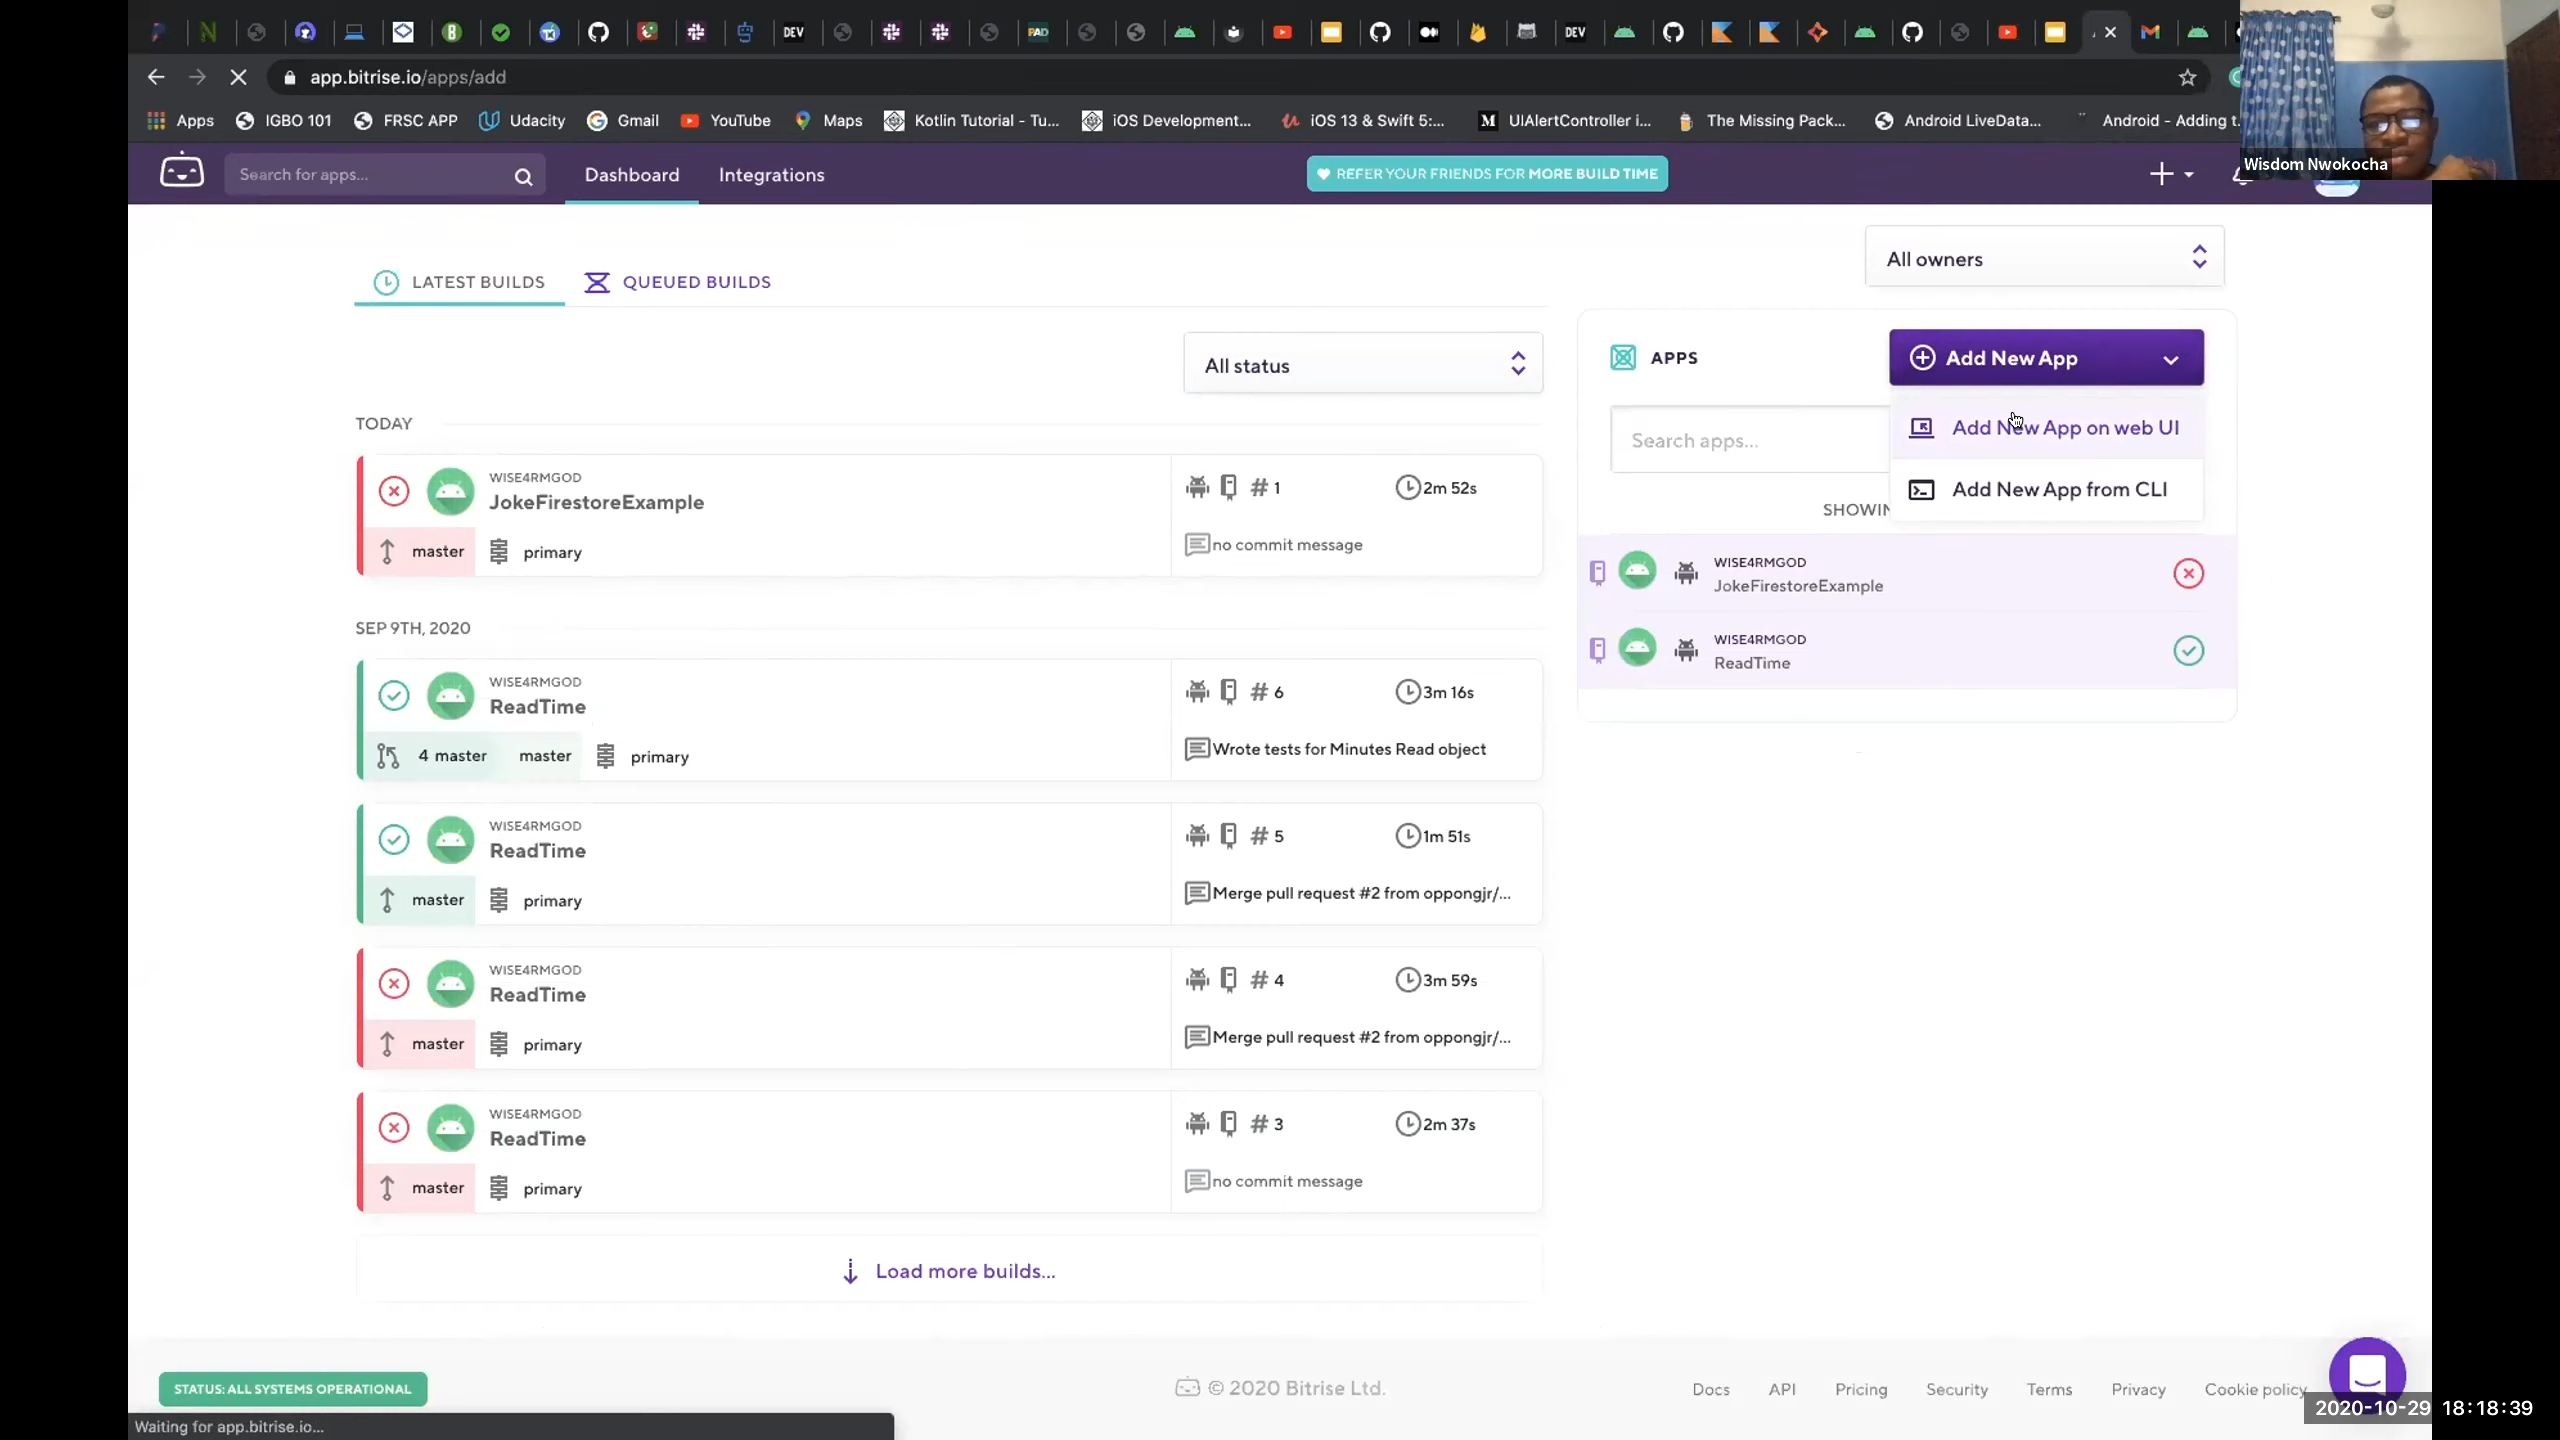 DEV
PAD
DEV
app.bitrise.io/apps/add
Apps
IGBO 101
FRSC APP
Udacity
Gmail
YouTube
Maps
Kotlin Tutorial - Tu...
iOS Development...
iOS 13 & Swift 5:...
UIAlertController i...
The Missing Pack...
Android LiveData...
Android - Adding t...
Wisdom Nwokocha
Search for apps...
Dashboard
Integrations
REFER YOUR FRIENDS FOR MORE BUILD TIME
All owners
LATEST BUILDS
QUEUED BUILDS
All status
APPS
Add New App
Search apps...
Add New App on web UI
Add New App from CLI
SHOWIN
WISE4RMGOD
JokeFirestoreExample
WISE4RMGOD
ReadTime
TODAY
WISE4RMGOD
JokeFirestoreExample
# 1
2m 52s
master
primary
no commit message
SEP 9TH, 2020
WISE4RMGOD
ReadTime
# 6
3m 16s
4 master
master
primary
Wrote tests for Minutes Read object
WISE4RMGOD
ReadTime
# 5
1m 51s
master
primary
Merge pull request #2 from oppongjr/...
WISE4RMGOD
ReadTime
# 4
3m 59s
master
primary
Merge pull request #2 from oppongjr/...
WISE4RMGOD
ReadTime
# 3
2m 37s
master
primary
no commit message
Load more builds...
STATUS: ALL SYSTEMS OPERATIONAL
© 2020 Bitrise Ltd.
Docs
API
Pricing
Security
Terms
Privacy
Cookie policy
Waiting for app.bitrise.io...
2020-10-29 18:18:39